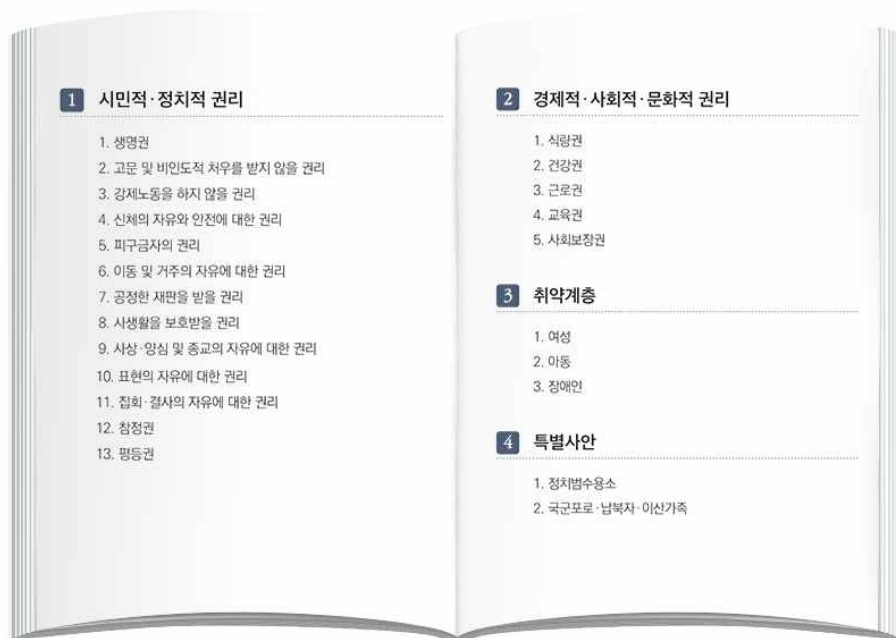 1 시민적·정치적 권리
1. 생명권
2. 고문 및 비인도적 처우를 받지 않을 권리
3. 강제노동을 하지 않을 권리
4. 신체의 자유와 안전에 대한 권리
5. 피구금자의 권리
6. 이동 및 거주의 자유에 대한 권리
7. 공정한 재판을 받을 권리
8. 사생활을 보호받을 권리
9. 사상·양심 및 종교의 자유에 대한 권리
10. 표현의 자유에 대한 권리
11. 집회·결사의 자유에 대한 권리
12. 참정권
13. 평등권
2 경제적·사회적·문화적 권리
1. 식량권
2. 건강권
3. 근로권
4. 교육권
5. 사회보장권
3 취약계층
1. 여성
2. 아동
3. 장애인
4 특별사안
1. 정치범수용소
2. 국군포로·납북자·이산가족